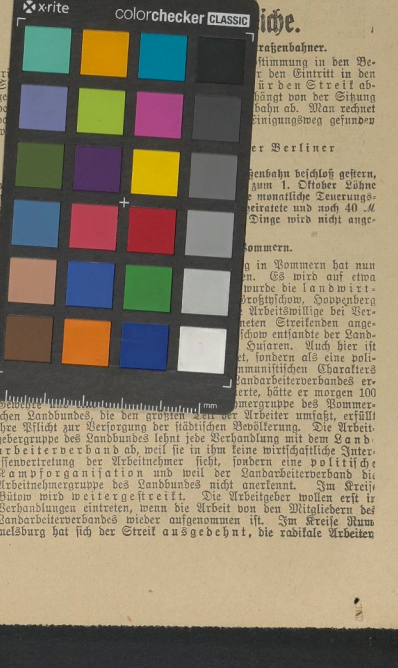 x-rite
colorchecker CLASSIC
iche.
raßenbahner.
stimmung in den Be-
r den Eintritt in den
ür den Streik ab-
hängt von der Sitzung
bahn ab. Man rechnet
Einigungsweg gefunden
er Berliner
ßenbahn beschloß gestern,
zum 1. Oktober Löhne
e monatliche Teuerungs-
eiratete und noch 40 M
Dinge wird nicht ange-
ommern.
g in Pommern hat nun
en. Es wird auf etwa
wurde die landwirt-
Großtychow, Hoppenberg
e Arbeitswillige bei Ver-
neten Streikenden ange-
chow entsandte der Land-
Husaren. Auch hier ist
et, sondern als eine poli-
mmunistischen Charakters
Landarbeiterverbandes er-
erte, hätte er morgen 100
mergruppe des Pommer-
mm
chen Landbundes, die den größten Teil der Arbeiter umfaßt, erfüllt
hre Pflicht zur Versorgung der städtischen Bevölkerung. Die Arbeit-
gebergruppe des Landbundes lehnt jede Verhandlung mit dem Land-
arbeiterverband ab, weil sie in ihm keine wirtschaftliche Inter-
ssenvertretung der Arbeitnehmer sieht, sondern eine politische
Kampforganisation und weil der Landarbeiterverband die
Arbeitnehmergruppe des Landbundes nicht anerkennt. Im Kreise
Bütow wird weitergestreikt. Die Arbeitgeber wollen erst in
Verhandlungen eintreten, wenn die Arbeit von den Mitgliedern des
Landarbeiterverbandes wieder aufgenommen ist. Im Kreise Rum
melsburg hat sich der Streik ausgedehnt, die radikale Arbeiter